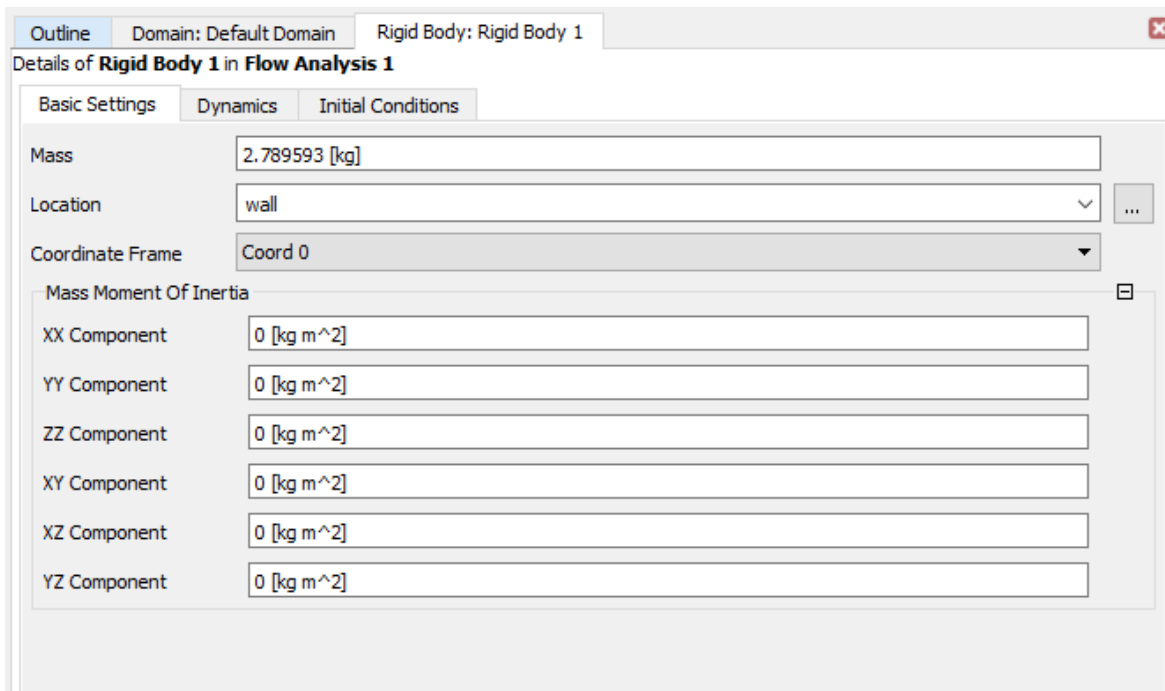 Outline Domain: Default Domain Rigid Body: Rigid Body 1
Details of Rigid Body 1 in Flow Analysis 1
Basic Settings Dynamics Initial Conditions
Mass 2.789593 [kg]
Location wall ...
Coordinate Frame Coord 0
Mass Moment Of Inertia
XX Component 0 [kg m^2]
YY Component 0 [kg m^2]
ZZ Component 0 [kg m^2]
XY Component 0 [kg m^2]
XZ Component 0 [kg m^2]
YZ Component 0 [kg m^2]